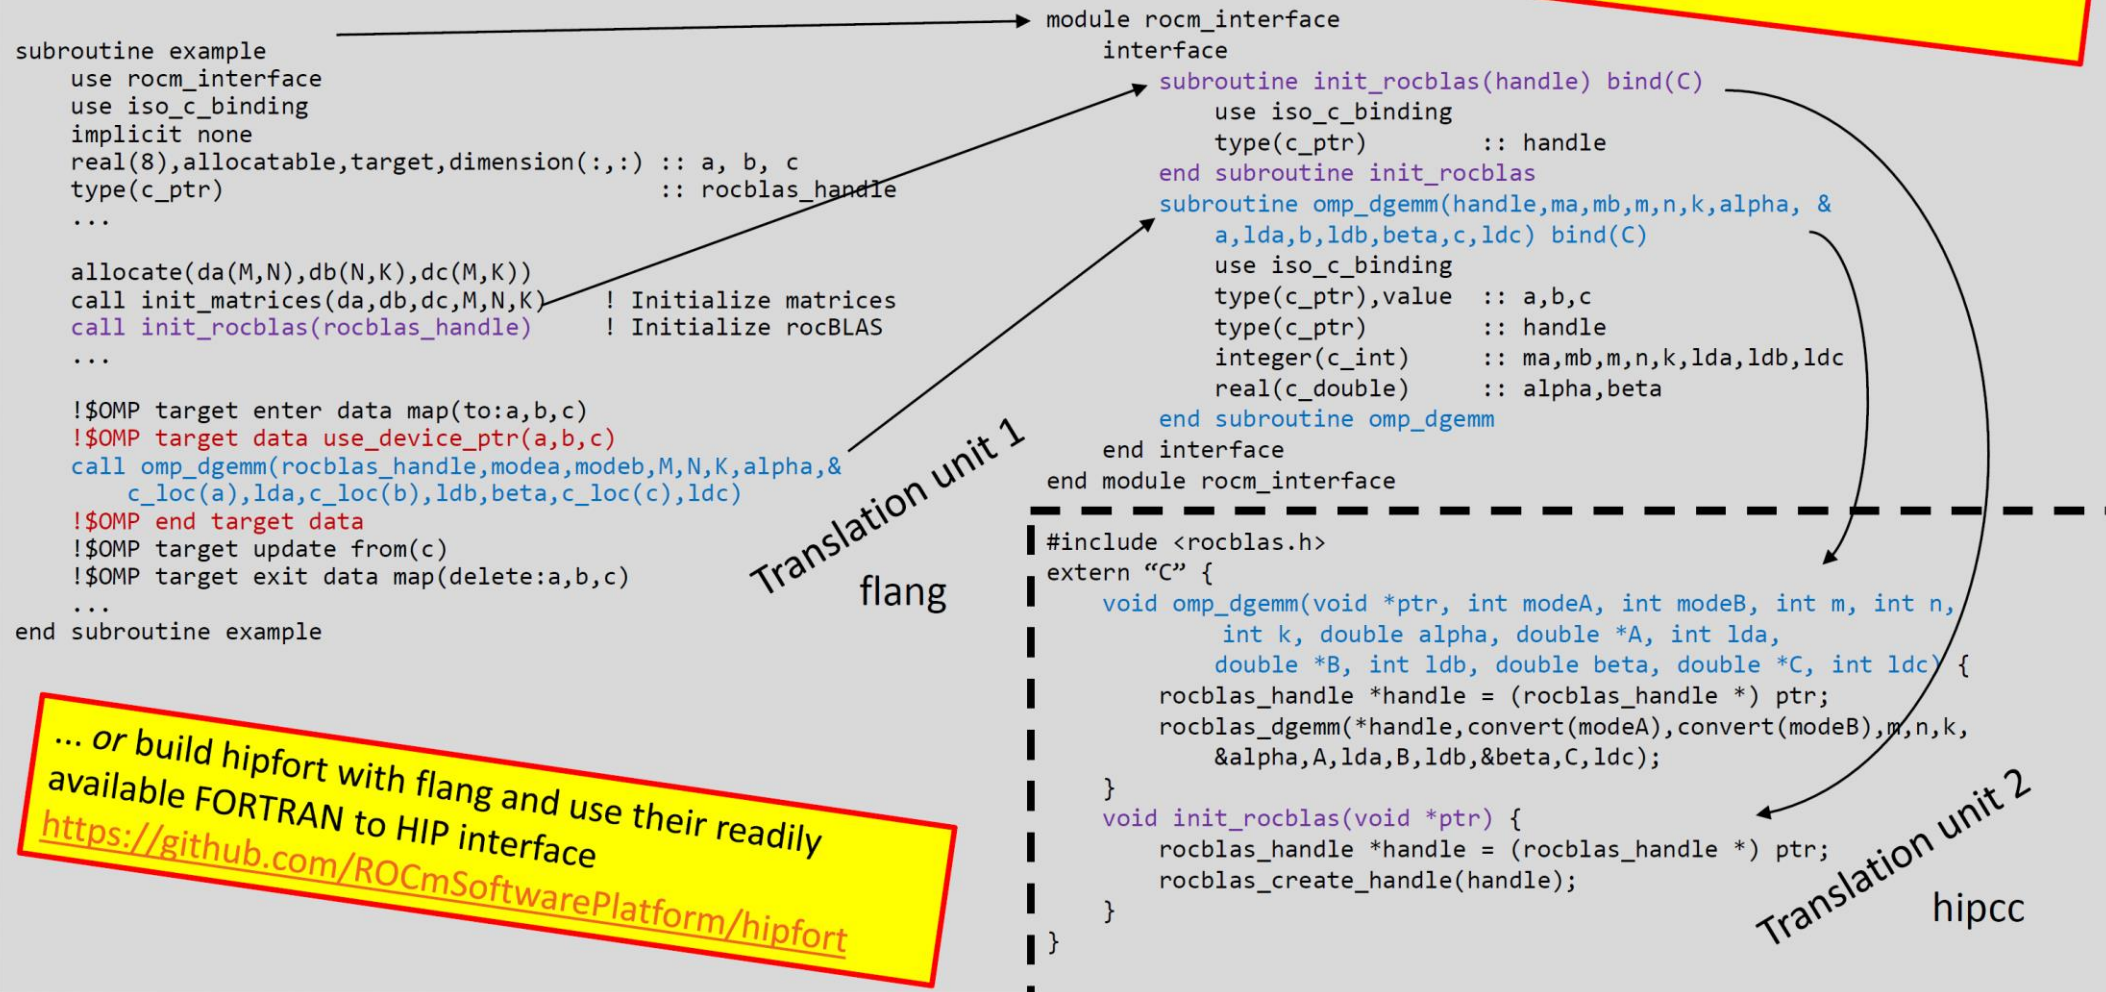 subroutine example
    use rocm_interface
    use iso_c_binding
    implicit none
    real(8),allocatable,target,dimension(:,:) :: a, b, c
    type(c_ptr)                               :: rocblas_handle
    ...
    allocate(da(M,N),db(N,K),dc(M,K))
    call init_matrices(da,db,dc,M,N,K)    ! Initialize matrices
    call init_rocblas(rocblas_handle)     ! Initialize rocBLAS
    ...
    !$OMP target enter data map(to:a,b,c)
    !$OMP target data use_device_ptr(a,b,c)
    call omp_dgemm(rocblas_handle,modea,modeb,M,N,K,alpha,&
        c_loc(a),lda,c_loc(b),ldb,beta,c_loc(c),ldc)
    !$OMP end target data
    !$OMP target update from(c)
    !$OMP target exit data map(delete:a,b,c)
    ...
end subroutine example
Translation unit 1
flang
... or build hipfort with flang and use their readily
available FORTRAN to HIP interface
https://github.com/ROCmSoftwarePlatform/hipfort
module rocm_interface
    interface
        subroutine init_rocblas(handle) bind(C)
            use iso_c_binding
            type(c_ptr)        :: handle
        end subroutine init_rocblas
        subroutine omp_dgemm(handle,ma,mb,m,n,k,alpha, &
            a,lda,b,ldb,beta,c,ldc) bind(C)
            use iso_c_binding
            type(c_ptr),value  :: a,b,c
            type(c_ptr)        :: handle
            integer(c_int)     :: ma,mb,m,n,k,lda,ldb,ldc
            real(c_double)     :: alpha,beta
        end subroutine omp_dgemm
    end interface
end module rocm_interface
#include <rocblas.h>
extern “C” {
    void omp_dgemm(void *ptr, int modeA, int modeB, int m, int n,
            int k, double alpha, double *A, int lda,
            double *B, int ldb, double beta, double *C, int ldc) {
        rocblas_handle *handle = (rocblas_handle *) ptr;
        rocblas_dgemm(*handle,convert(modeA),convert(modeB),m,n,k,
            &alpha,A,lda,B,ldb,&beta,C,ldc);
    }
    void init_rocblas(void *ptr) {
        rocblas_handle *handle = (rocblas_handle *) ptr;
        rocblas_create_handle(handle);
    }
}
Translation unit 2
hipcc